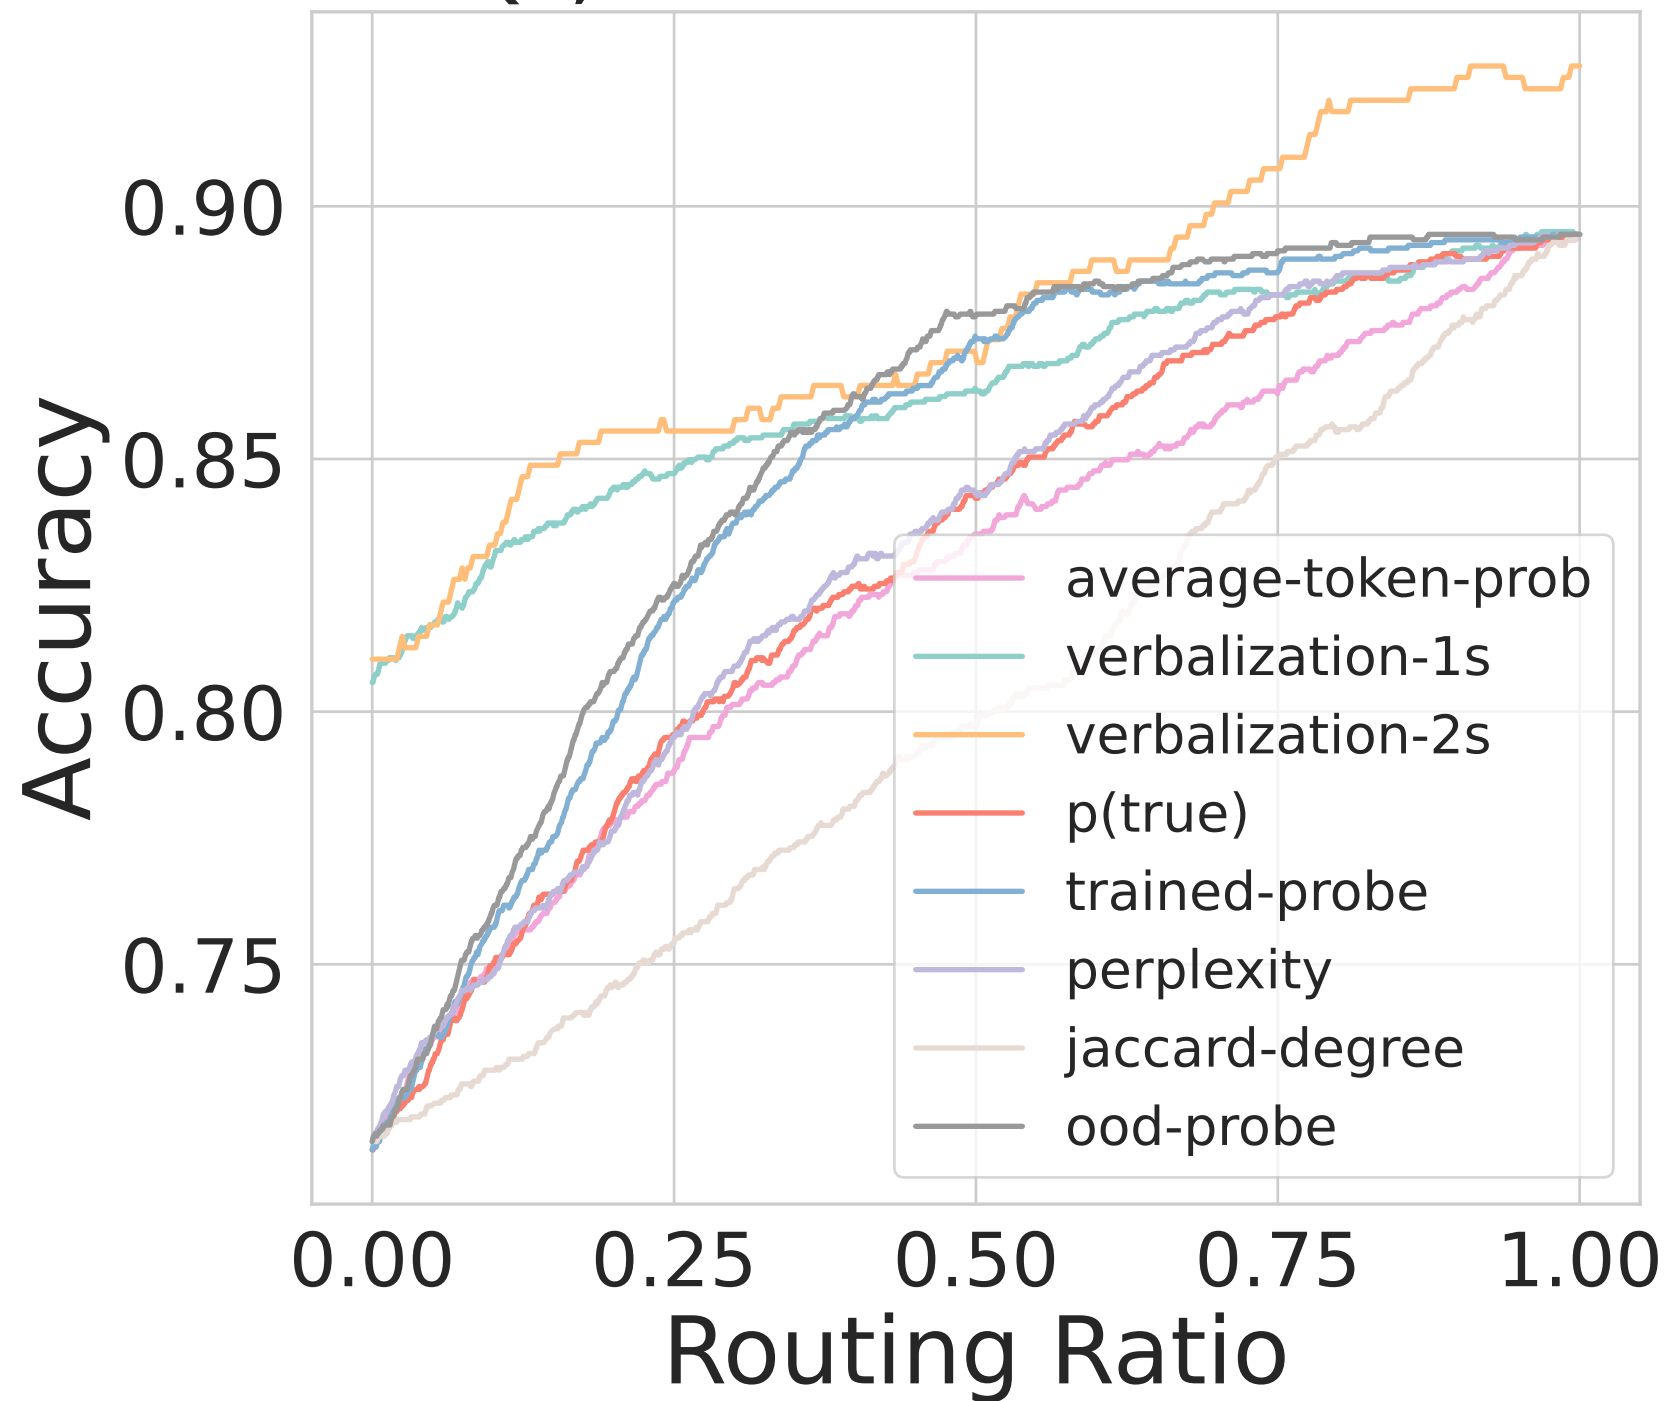 Accuracy
0.90
0.85
0.80
0.75
average-token-prob
verbalization-1s
verbalization-2s
p(true)
trained-probe
perplexity
jaccard-degree
ood-probe
0.00 0.25 0.50 0.75 1.00
Routing Ratio